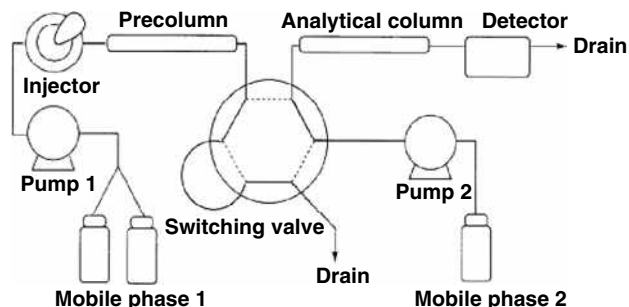 Precolumn
Analytical column
Detector
Drain
Injector
Pump 1
Pump 2
Switching valve
Drain
Mobile phase 1
Mobile phase 2